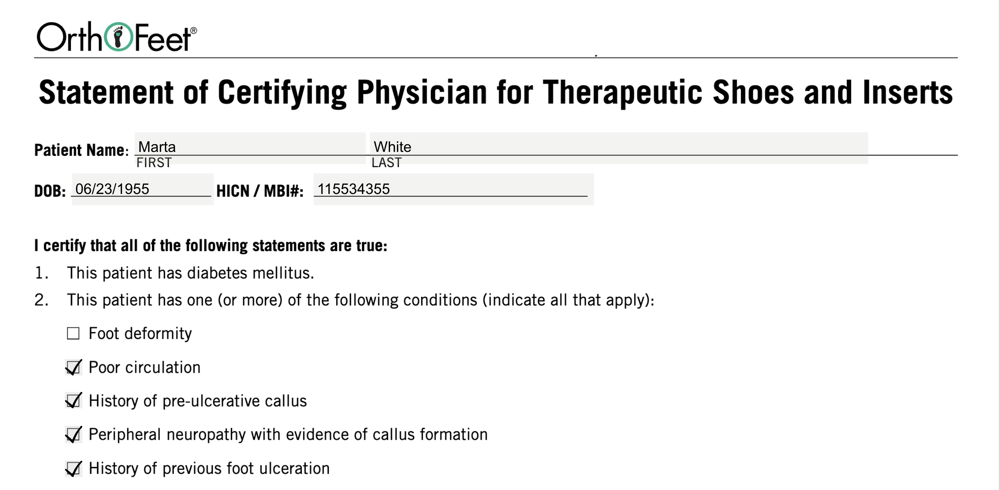 OrthoFeet®
Statement of Certifying Physician for Therapeutic Shoes and Inserts
Patient Name: Marta White
FIRST LAST
DOB: 06/23/1955 HICN / MBI#: 115534355
I certify that all of the following statements are true:
1. This patient has diabetes mellitus.
2. This patient has one (or more) of the following conditions (indicate all that apply):
☐ Foot deformity
☑ Poor circulation
☑ History of pre-ulcerative callus
☑ Peripheral neuropathy with evidence of callus formation
☑ History of previous foot ulceration